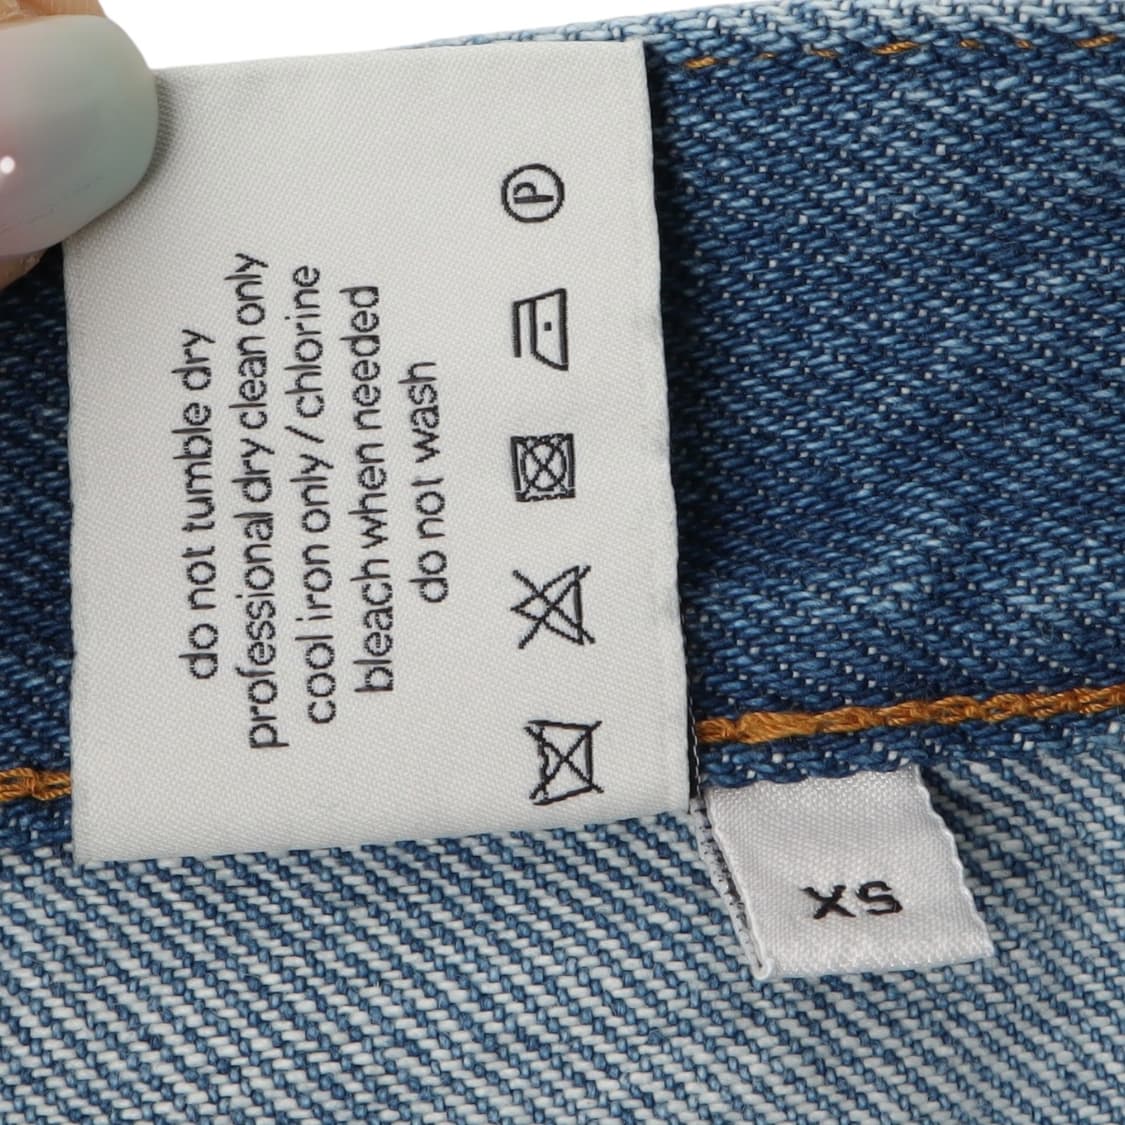 do not tumble dry
professional dry clean only
cool iron only / chlorine
bleach when needed
do not wash
P
XS